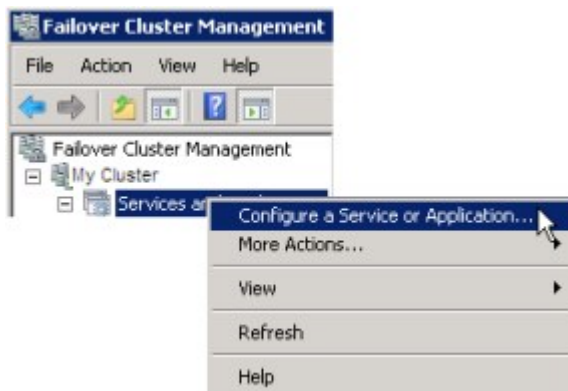 Failover Cluster Management
File Action View Help
Failover Cluster Management
My Cluster
Services
Configure a Service or Application...
More Actions...
View
Refresh
Help